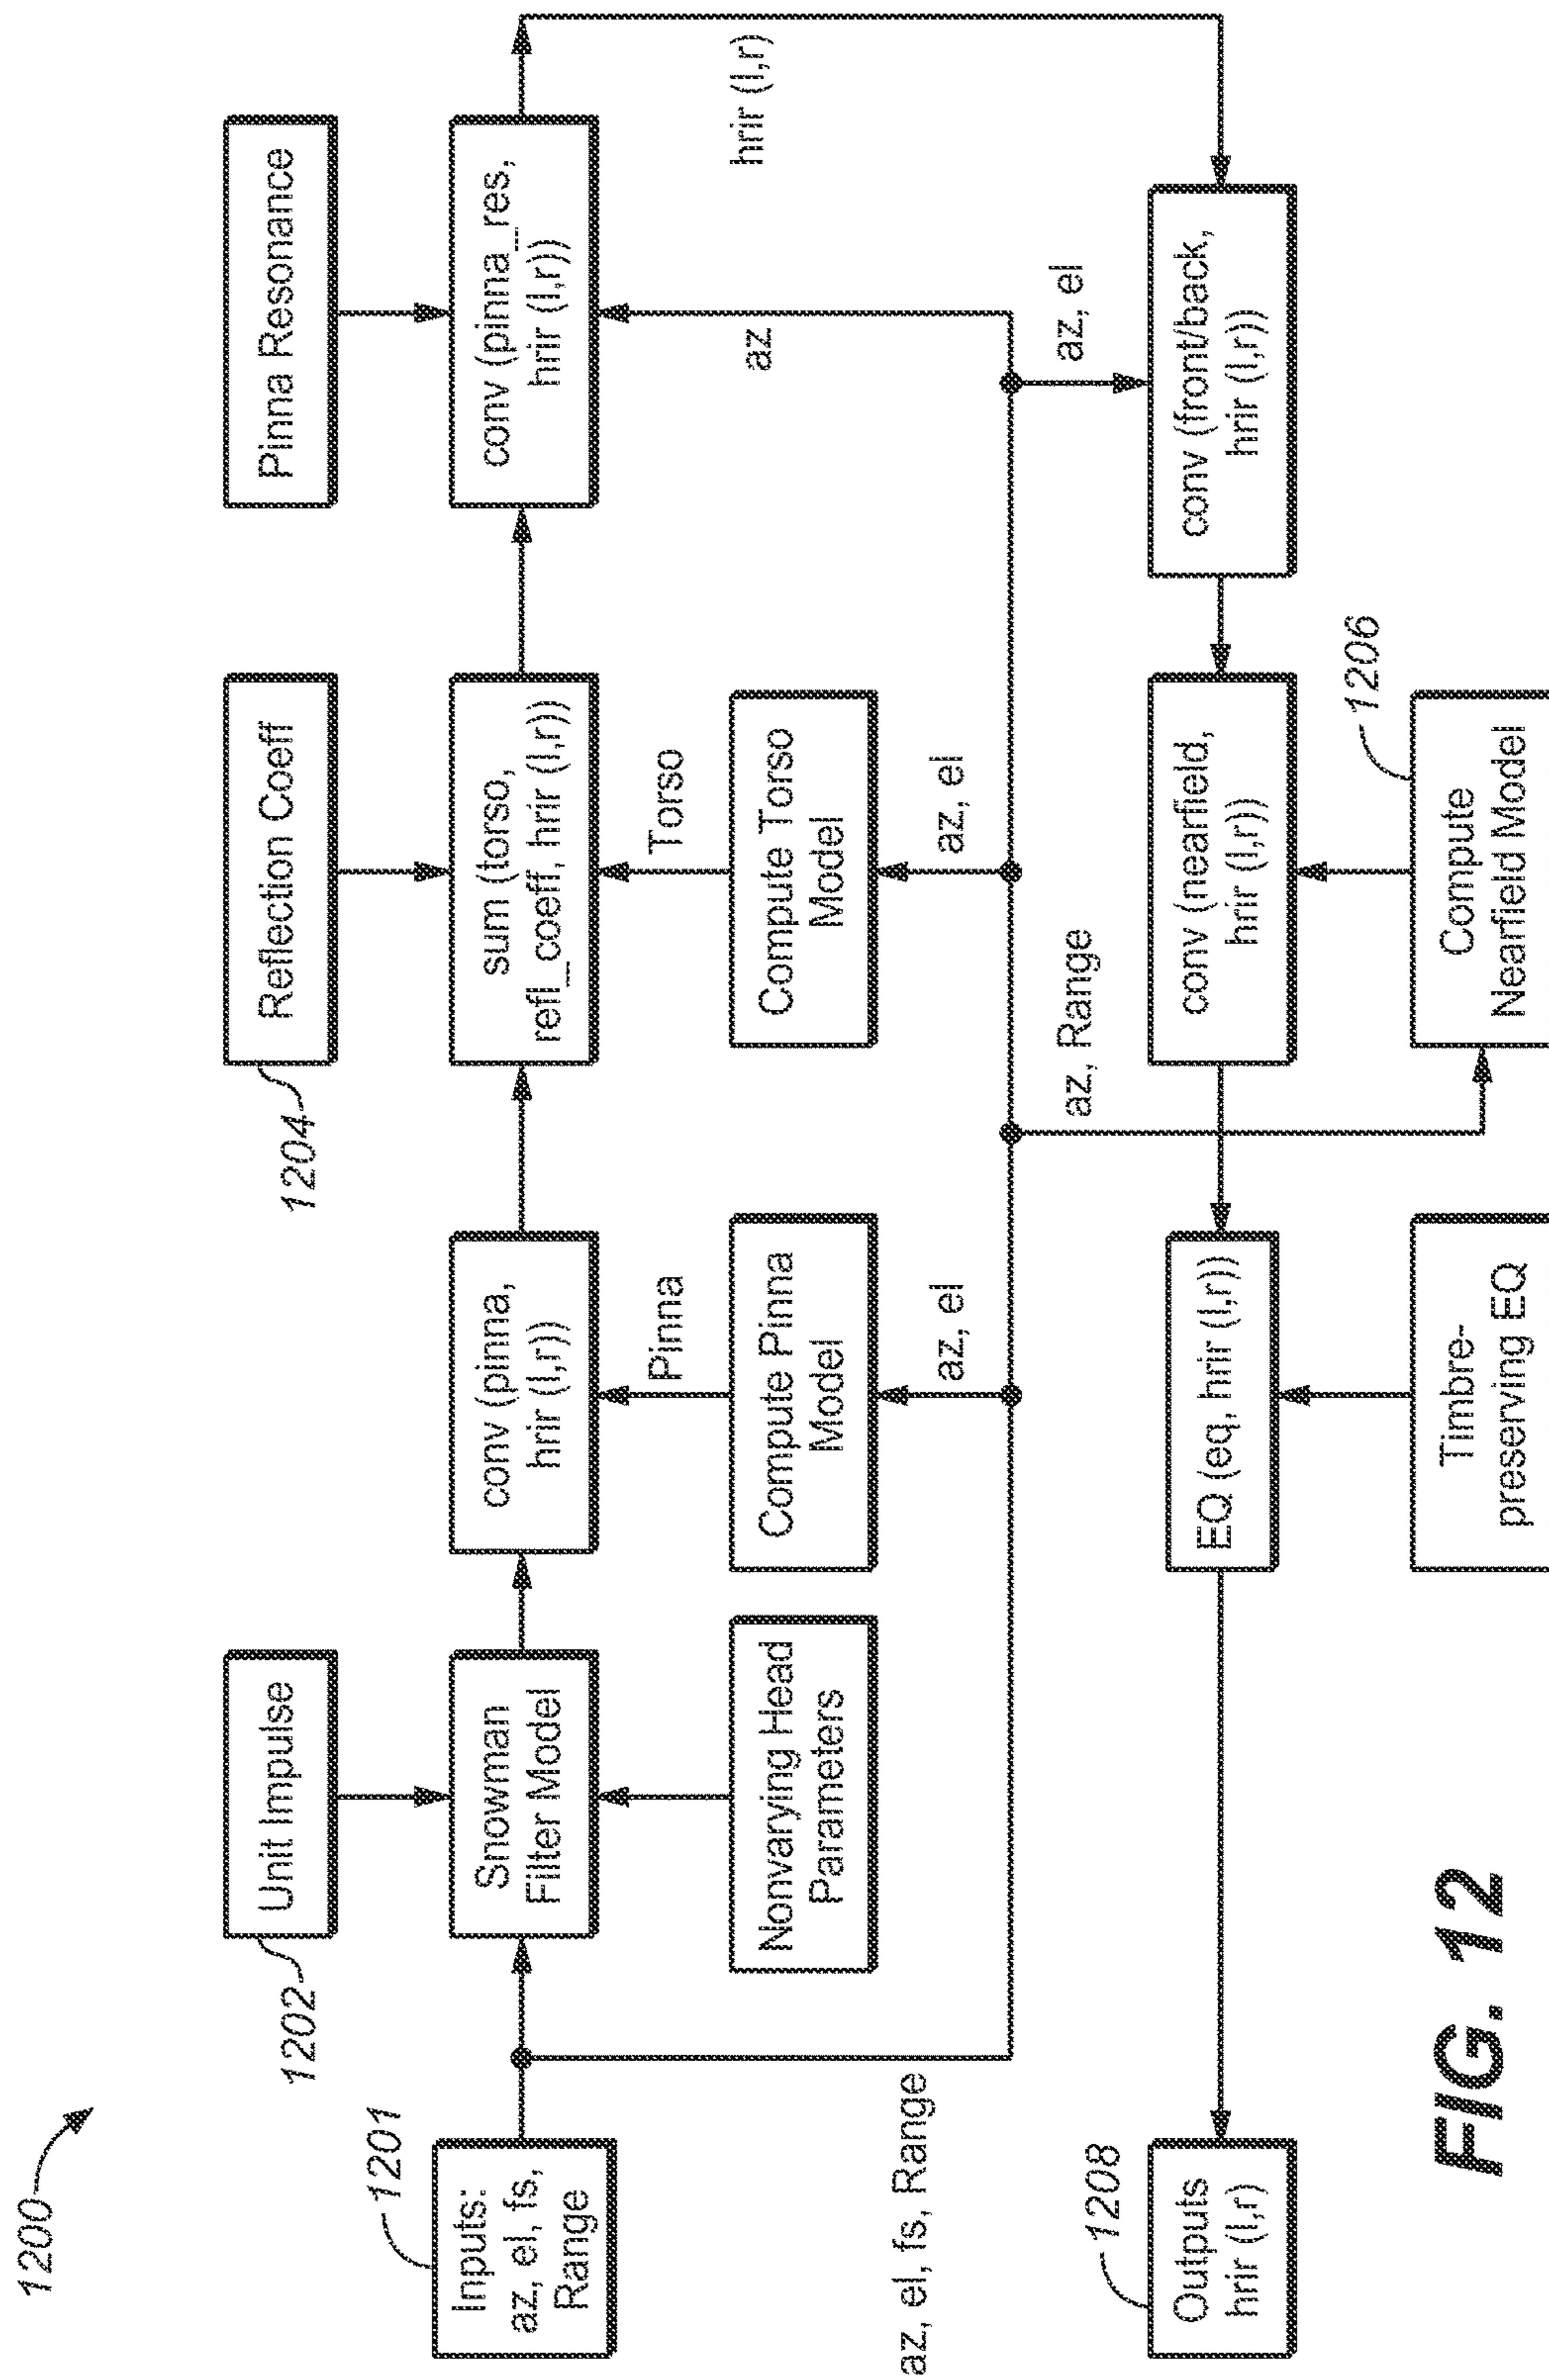 1200
1202
Unit Impulse
1204
Reflection Coeff
Pinna Resonance
1201
Inputs:
az, el, fs,
Range
Snowman
Filter Model
conv (pinna,
hrir (l,r))
sum (torso,
refl_coeff, hrir (l,r))
conv (pinna_res,
hrir (l,r))
Pinna
Torso
az
hrir (l,r)
Nonvarying Head
Parameters
Compute Pinna
Model
Compute Torso
Model
az, el, fs, Range
az, el
az, el
az, Range
az, el
1208
Outputs
hrir (l,r)
EQ (eq, hrir (l,r))
conv (nearfield,
hrir (l,r))
conv (front/back,
hrir (l,r))
1206
Timbre-
preserving EQ
Compute
Nearfield Model
FIG. 12